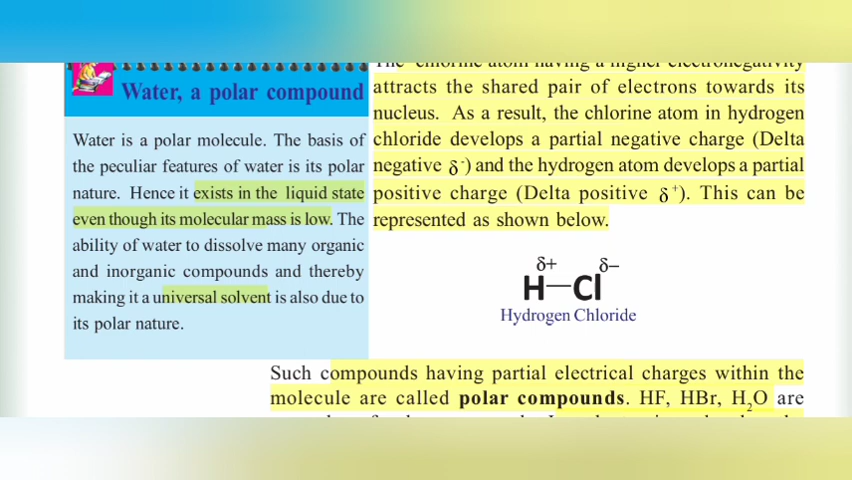 Water, a polar compound
Water is a polar molecule. The basis of
the peculiar features of water is its polar
nature. Hence it exists in the liquid state
even though its molecular mass is low. The
ability of water to dissolve many organic
and inorganic compounds and thereby
making it a universal solvent is also due to
its polar nature.
The chlorine atom having a higher electronegativity
attracts the shared pair of electrons towards its
nucleus. As a result, the chlorine atom in hydrogen
chloride develops a partial negative charge (Delta
negative δ⁻) and the hydrogen atom develops a partial
positive charge (Delta positive δ⁺). This can be
represented as shown below.
δ+ δ–
H—Cl
Hydrogen Chloride
Such compounds having partial electrical charges within the
molecule are called polar compounds. HF, HBr, H₂O are